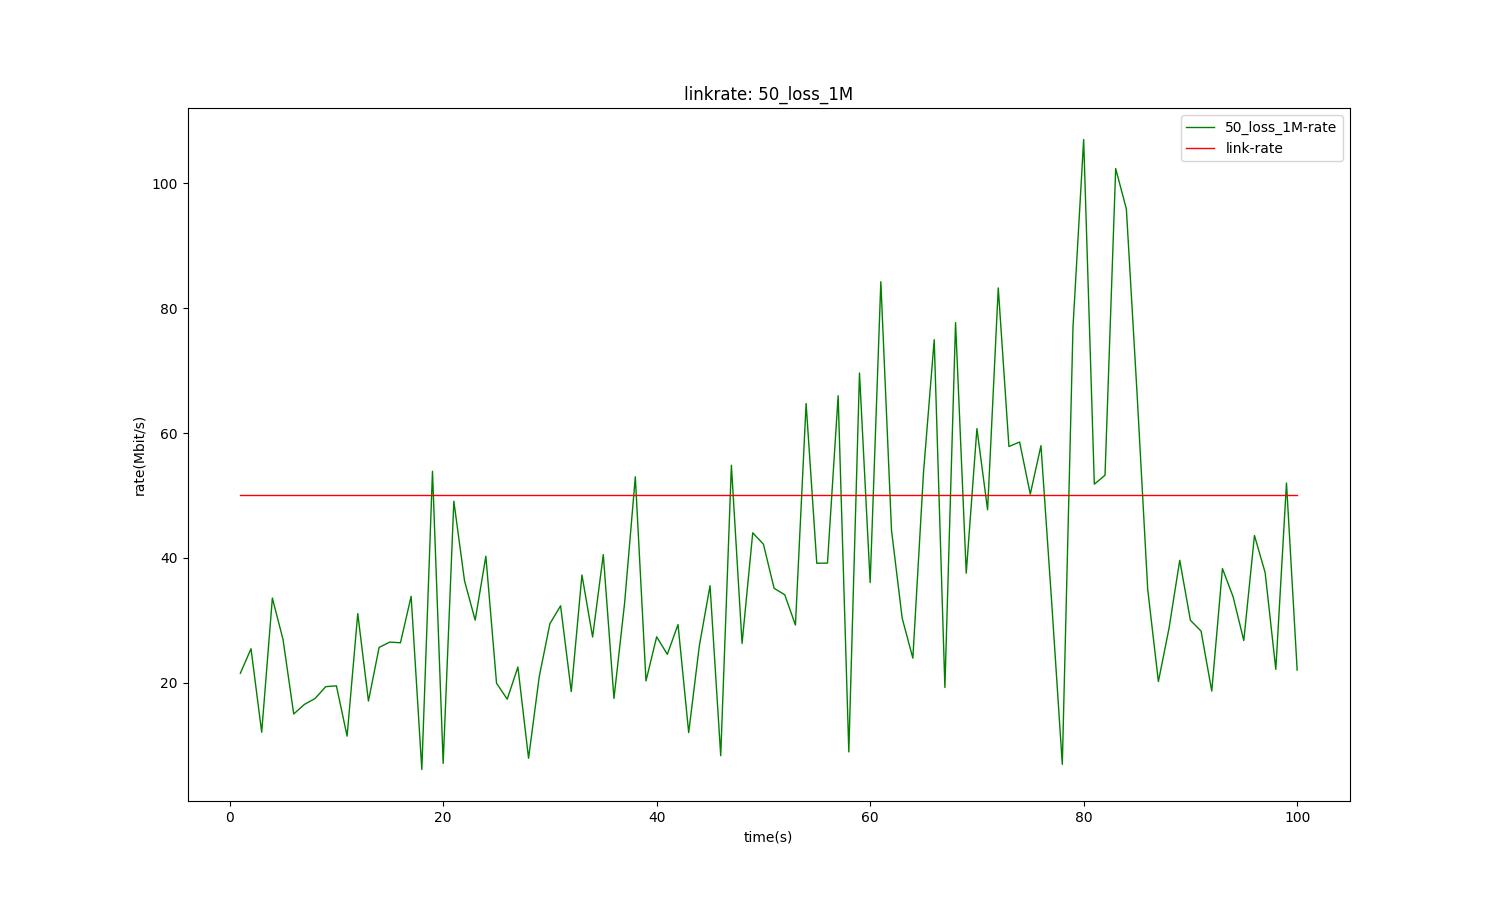 linkrate: 50_loss_1M
50_loss_1M-rate
link-rate
100
80
60
40
20
rate(Mbit/s)
0 20 40 60 80 100
time(s)